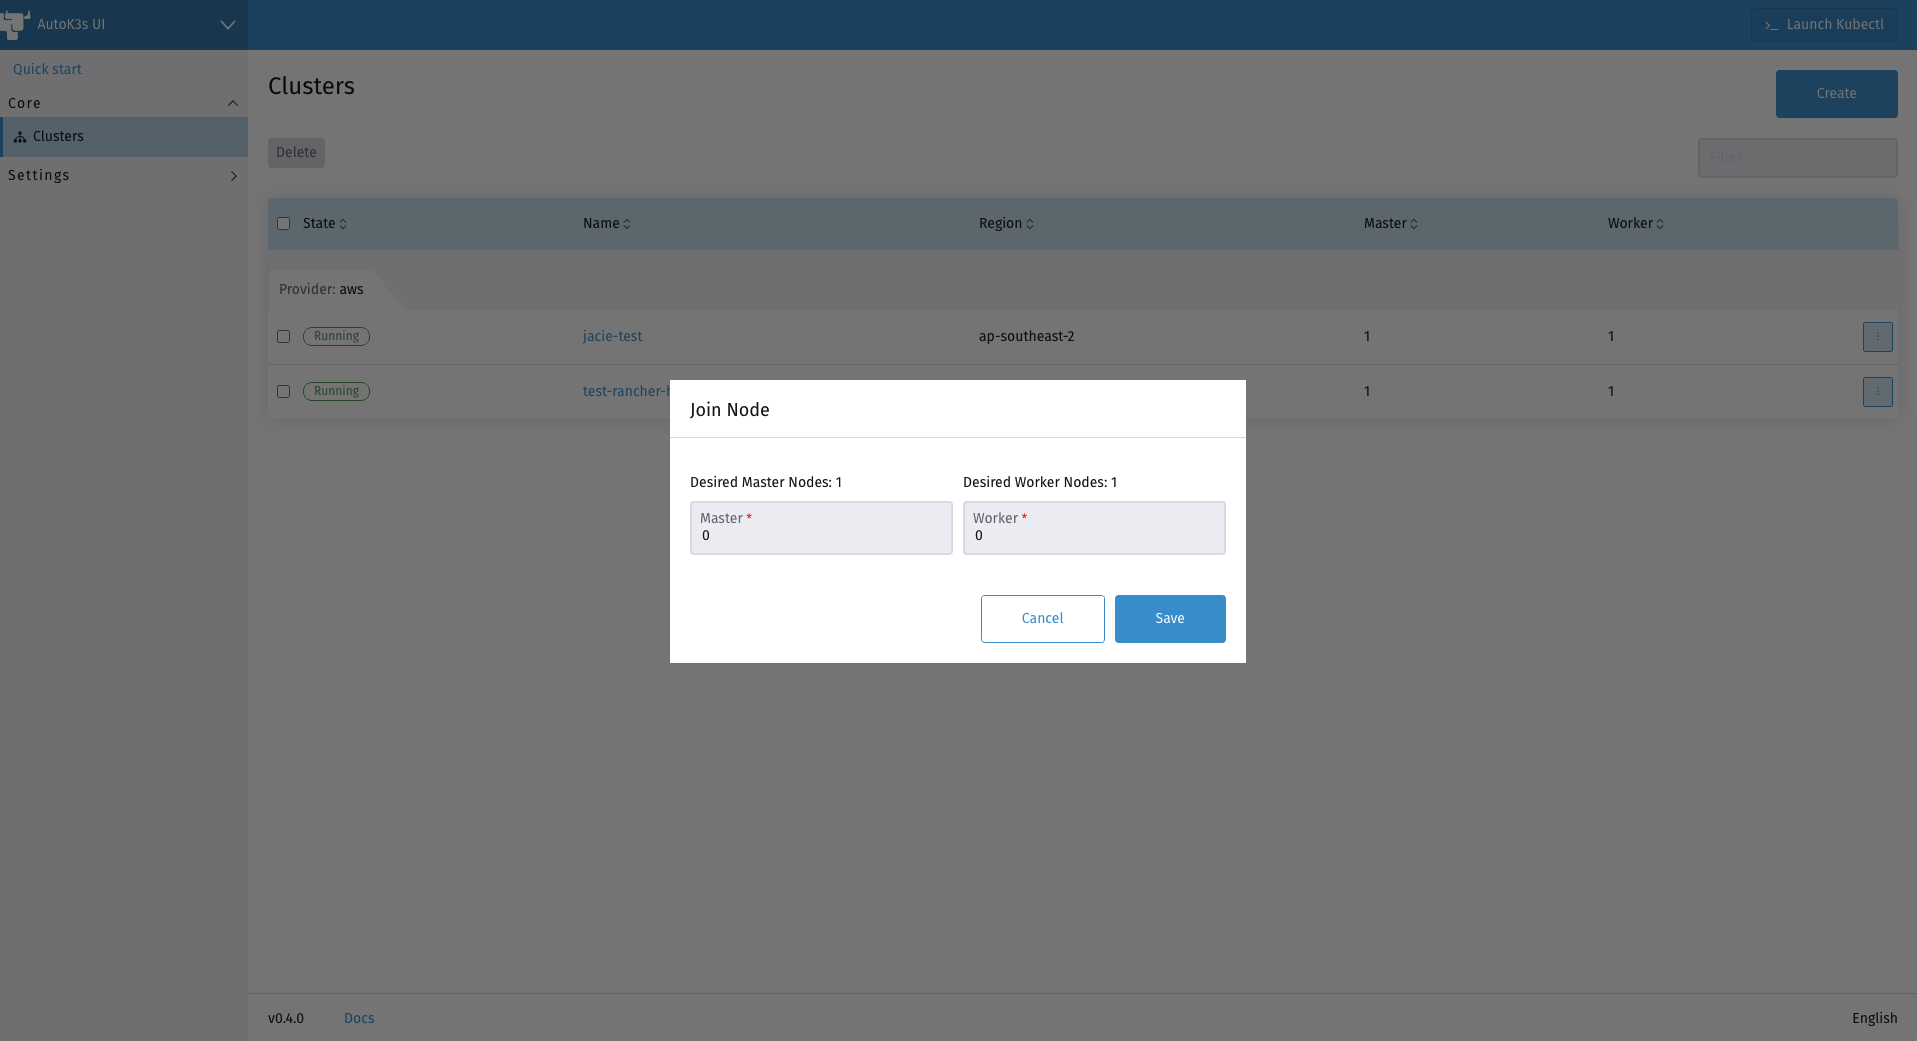 AutoK3s UI
>_ Launch Kubectl
Quick start
Core
Clusters
Settings
Clusters
Create
Delete
Filter
State Name Region Master Worker
Provider: aws
Running jacie-test ap-southeast-2 1 1
Running test-rancher- 1 1
Join Node
Desired Master Nodes: 1 Desired Worker Nodes: 1
Master * Worker *
0 0
Cancel Save
v0.4.0 Docs English